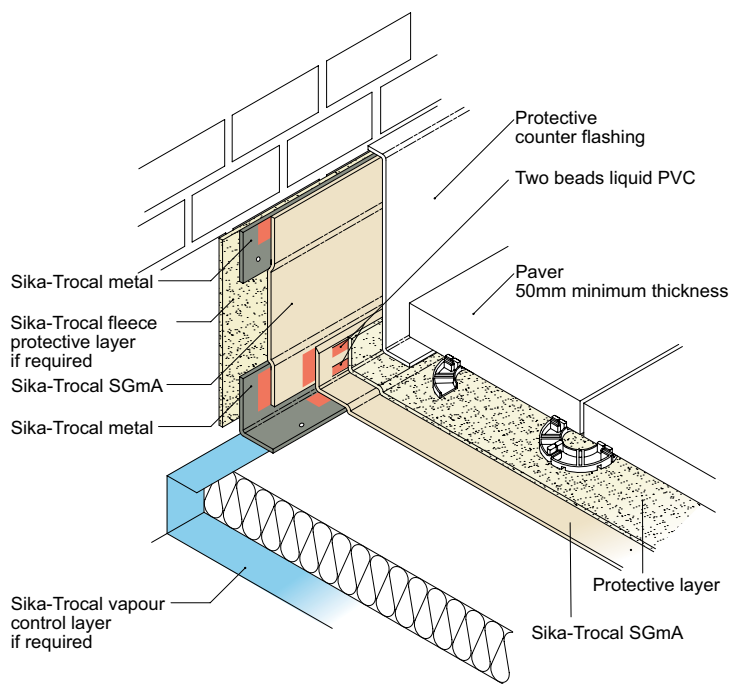 Protective
counter flashing
Two beads liquid PVC
Paver
50mm minimum thickness
Sika-Trocal metal
Sika-Trocal fleece
protective layer
if required
Sika-Trocal SGmA
Sika-Trocal metal
Sika-Trocal vapour
control layer
if required
Protective layer
Sika-Trocal SGmA